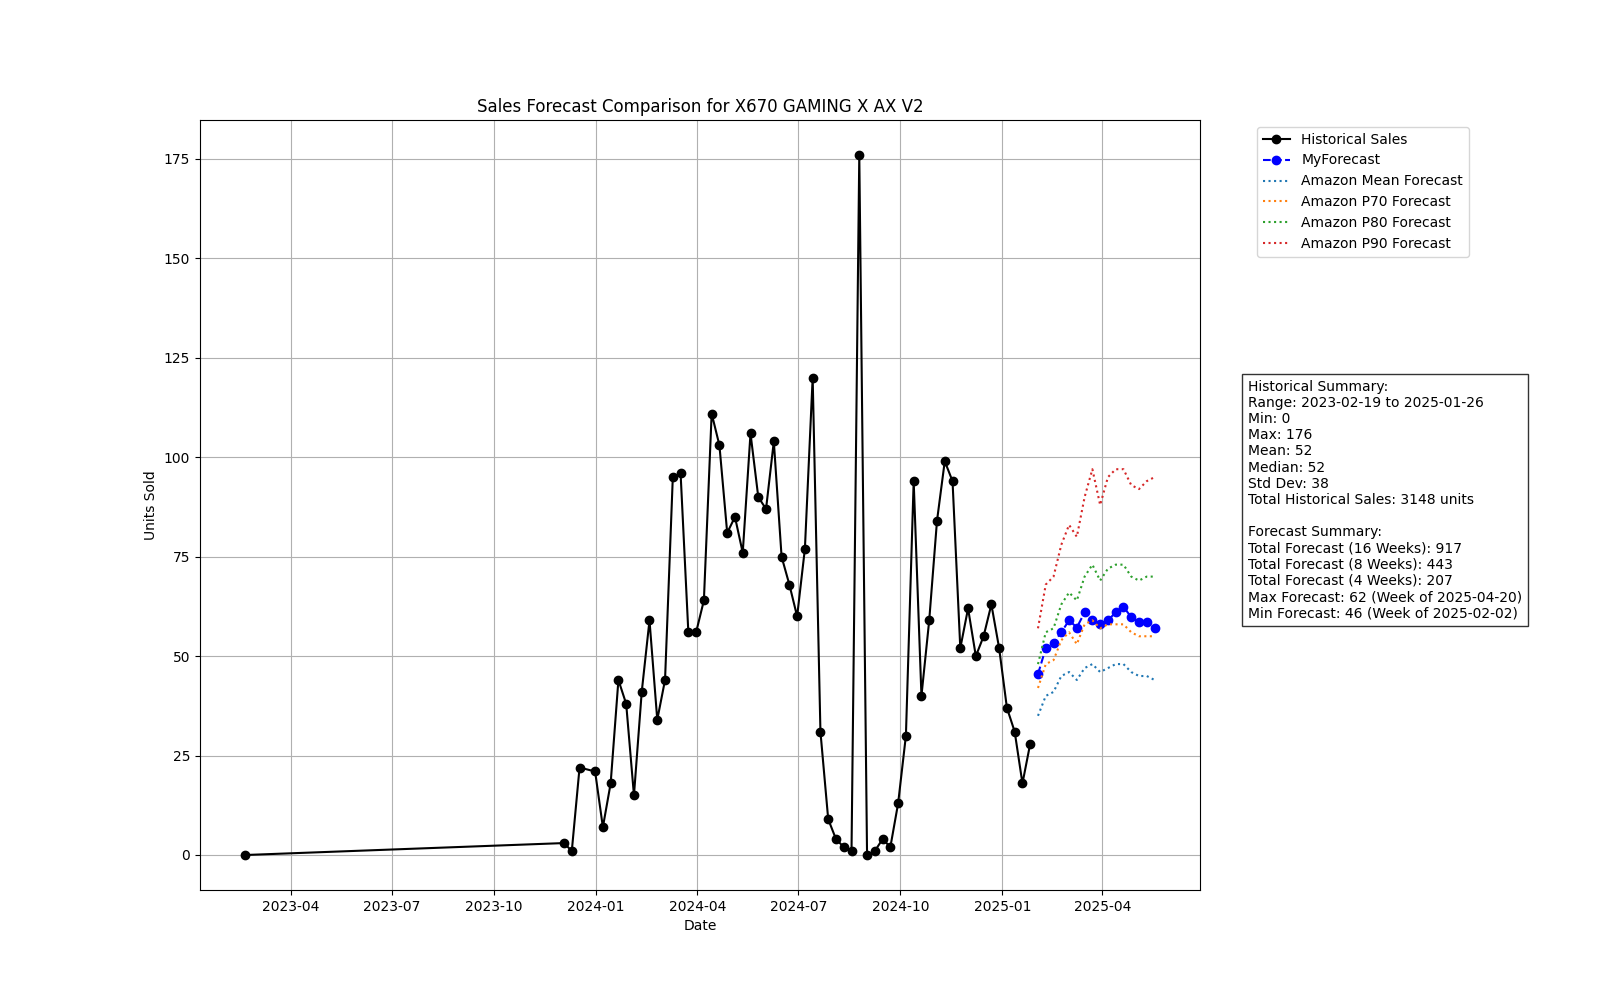 Sales Forecast Comparison for X670 GAMING X AX V2
Historical Sales
MyForecast
Amazon Mean Forecast
Amazon P70 Forecast
Amazon P80 Forecast
Amazon P90 Forecast
175
150
125
100
75
50
25
0
Units Sold
2023-04
2023-07
2023-10
2024-01
2024-04
2024-07
2024-10
2025-01
2025-04
Date
Historical Summary:
Range: 2023-02-19 to 2025-01-26
Min: 0
Max: 176
Mean: 52
Median: 52
Std Dev: 38
Total Historical Sales: 3148 units
Forecast Summary:
Total Forecast (16 Weeks): 917
Total Forecast (8 Weeks): 443
Total Forecast (4 Weeks): 207
Max Forecast: 62 (Week of 2025-04-20)
Min Forecast: 46 (Week of 2025-02-02)